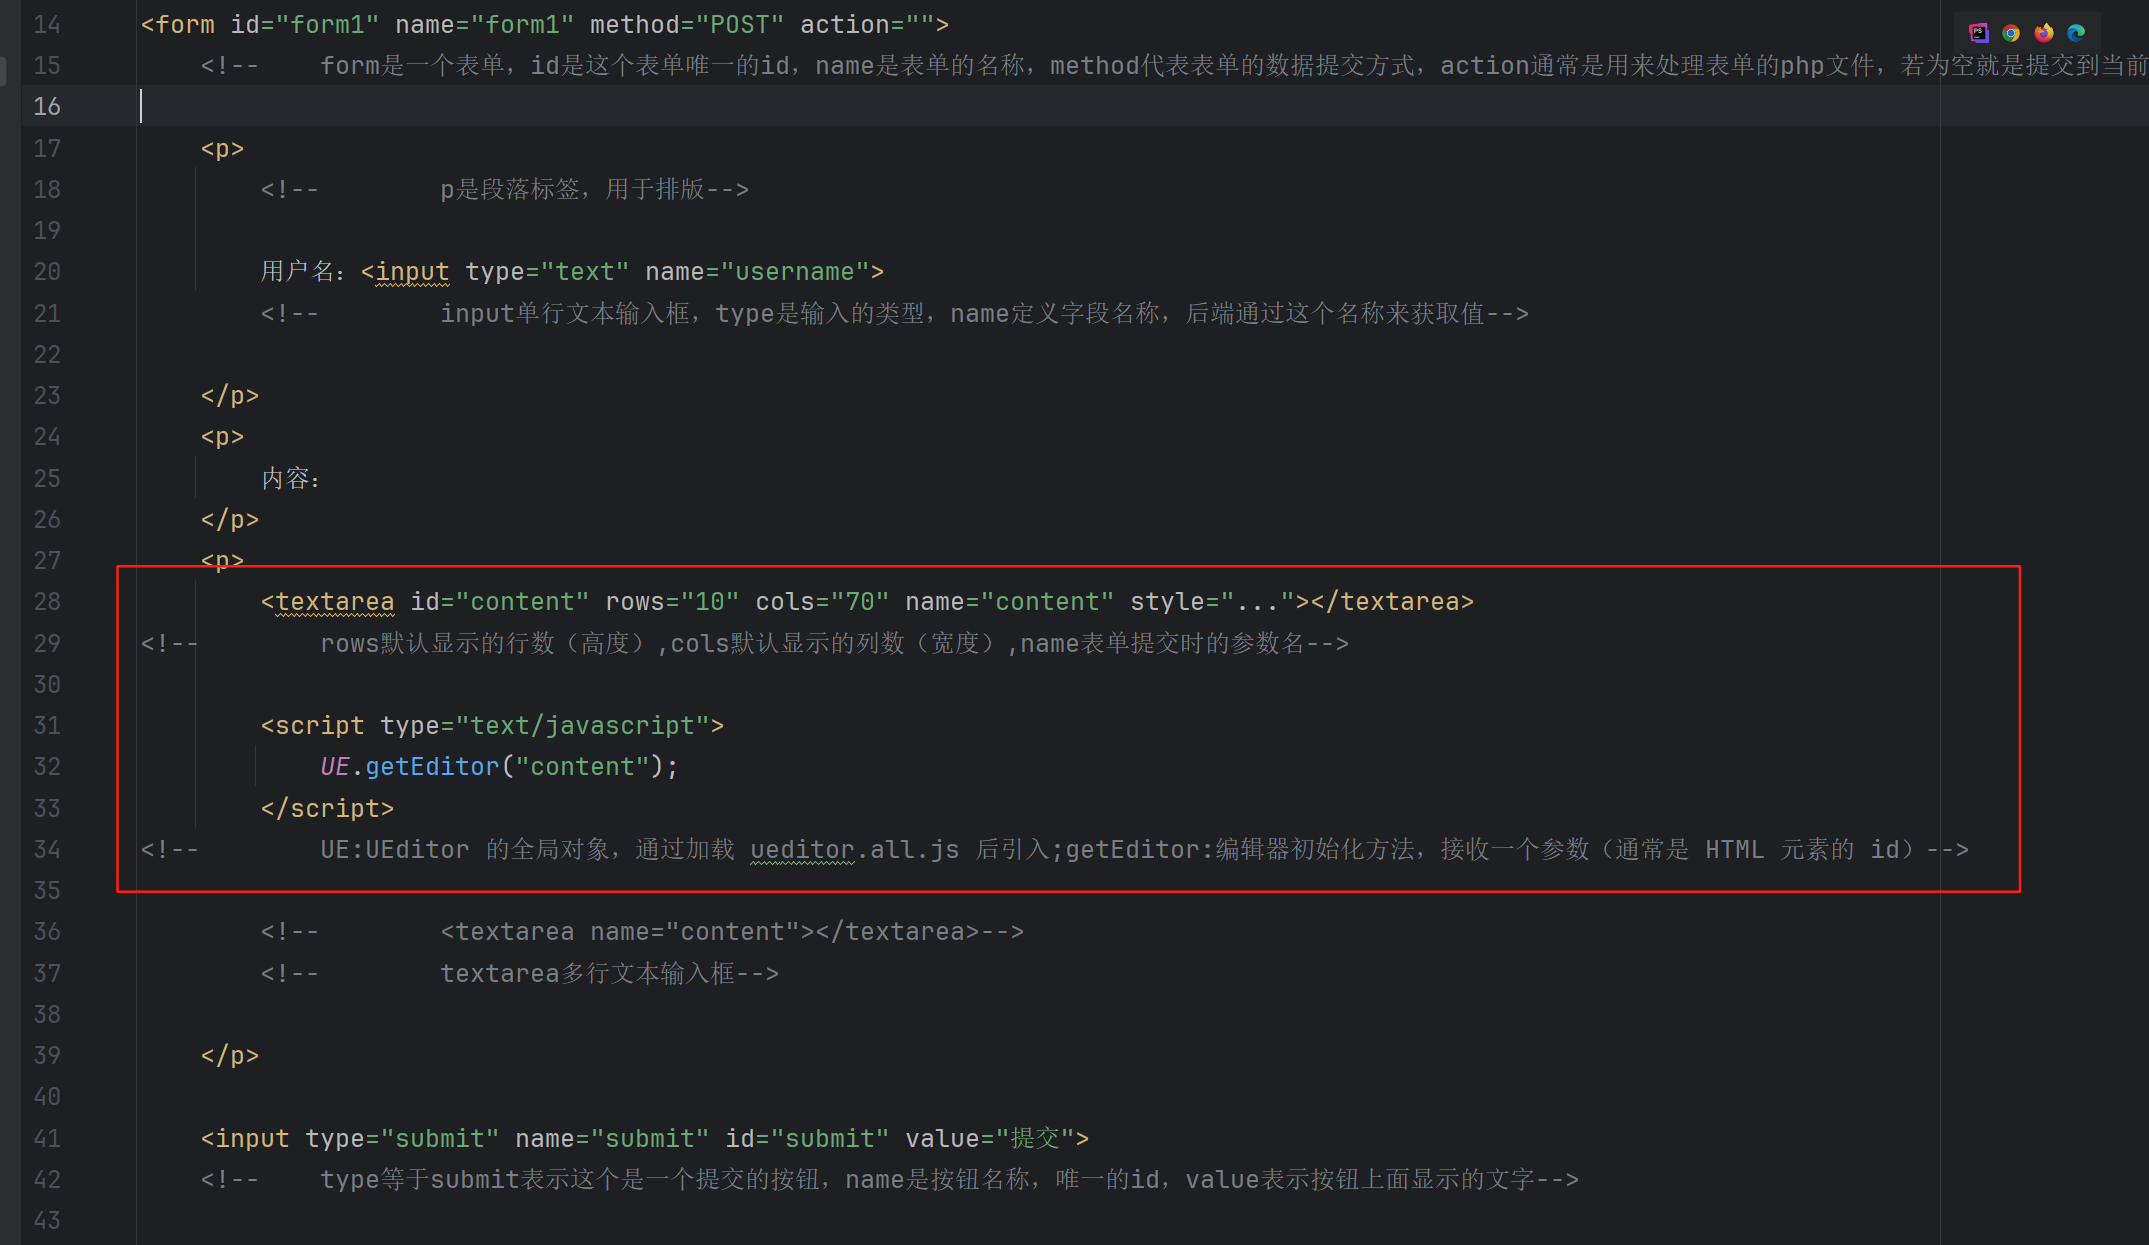 14 <form id="form1" name="form1" method="POST" action="">
15 <!-- form是一个表单，id是这个表单唯一的id，name是表单的名称，method代表表单的数据提交方式，action通常是用来处理表单的php文件，若为空就是提交到当前
16
17 <p>
18 <!-- p是段落标签，用于排版-->
19
20 用户名：<input type="text" name="username">
21 <!-- input单行文本输入框，type是输入的类型，name定义字段名称，后端通过这个名称来获取值-->
22
23 </p>
24 <p>
25 内容：
26 </p>
27 <p>
28 <textarea id="content" rows="10" cols="70" name="content" style="..."></textarea>
29 <!-- rows默认显示的行数（高度）,cols默认显示的列数（宽度）,name表单提交时的参数名-->
30
31 <script type="text/javascript">
32 UE.getEditor("content");
33 </script>
34 <!-- UE:UEditor 的全局对象，通过加载 ueditor.all.js 后引入;getEditor:编辑器初始化方法，接收一个参数（通常是 HTML 元素的 id）-->
35
36 <!-- <textarea name="content"></textarea>-->
37 <!-- textarea多行文本输入框-->
38
39 </p>
40
41 <input type="submit" name="submit" id="submit" value="提交">
42 <!-- type等于submit表示这个是一个提交的按钮，name是按钮名称，唯一的id，value表示按钮上面显示的文字-->
43